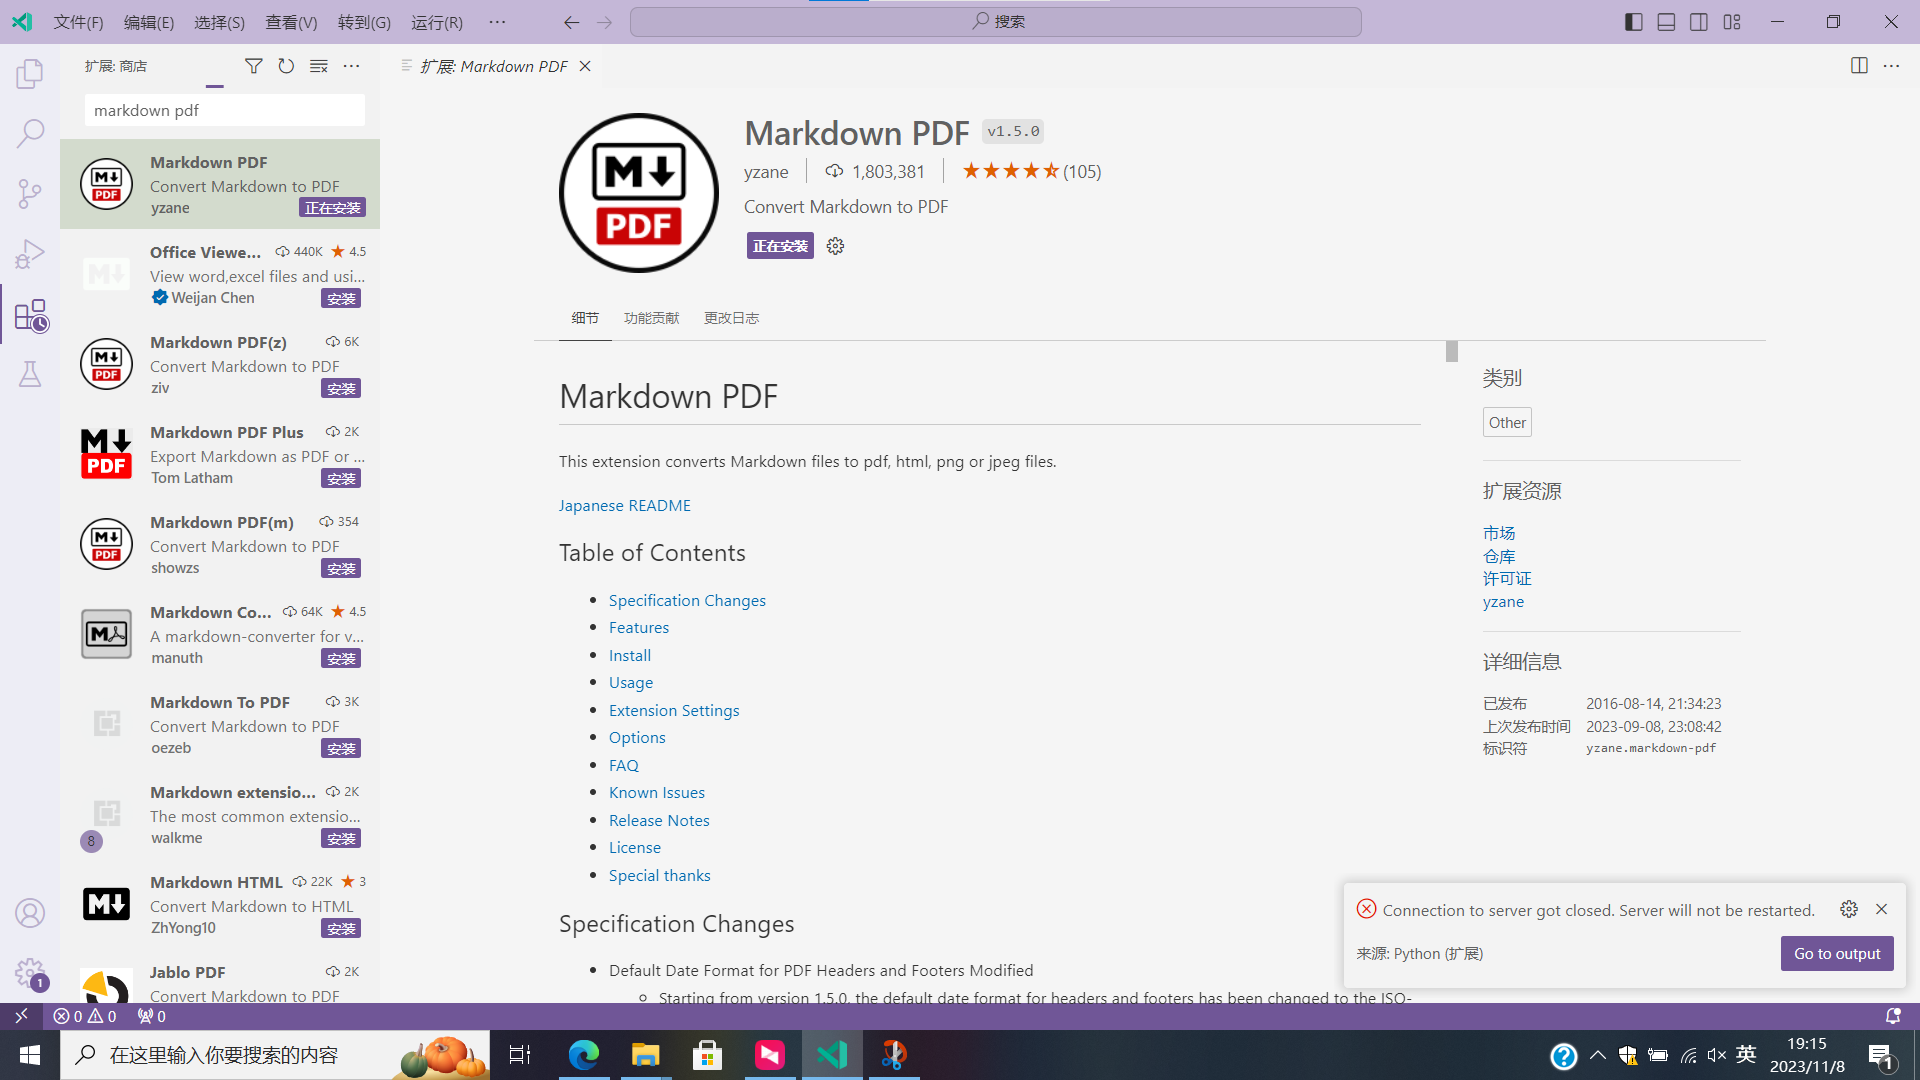 文件(F) 编辑(E) 选择(S) 查看(V) 转到(G) 运行(R) ··· 搜索
扩展: 商店
markdown pdf
Markdown PDF
Convert Markdown to PDF
yzane 正在安装
Office Viewe... 440K 4.5
View word,excel files and usi...
Weijan Chen 安装
Markdown PDF(z) 6K
Convert Markdown to PDF
ziv 安装
Markdown PDF Plus 2K
Export Markdown as PDF or ...
Tom Latham 安装
Markdown PDF(m) 354
Convert Markdown to PDF
showzs 安装
Markdown Co... 64K 4.5
A markdown-converter for v...
manuth 安装
Markdown To PDF 3K
Convert Markdown to PDF
oezeb 安装
Markdown extensio... 2K
The most common extensio...
8 walkme 安装
Markdown HTML 22K 3
Convert Markdown to HTML
ZhYong10 安装
Jablo PDF 2K
Convert Markdown to PDF
1
扩展: Markdown PDF
M PDF
Markdown PDF v1.5.0
yzane 1,803,381 (105)
Convert Markdown to PDF
正在安装
细节 功能贡献 更改日志
Markdown PDF
This extension converts Markdown files to pdf, html, png or jpeg files.
Japanese README
Table of Contents
Specification Changes
Features
Install
Usage
Extension Settings
Options
FAQ
Known Issues
Release Notes
License
Special thanks
Specification Changes
Default Date Format for PDF Headers and Footers Modified
Starting from version 1.5.0, the default date format for headers and footers has been changed to the ISO-
类别
Other
扩展资源
市场
仓库
许可证
yzane
详细信息
已发布 2016-08-14, 21:34:23
上次发布时间 2023-09-08, 23:08:42
标识符 yzane.markdown-pdf
Connection to server got closed. Server will not be restarted.
来源: Python (扩展) Go to output
0 0 0
在这里输入你要搜索的内容
英
19:15
2023/11/8
1